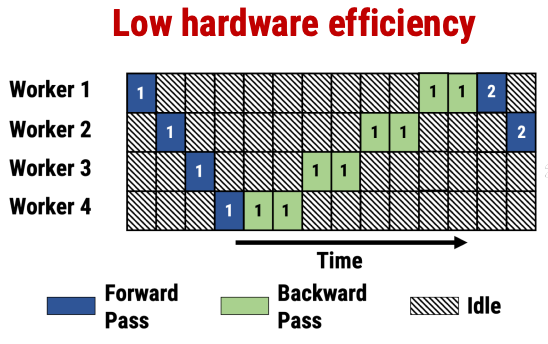 Low hardware efficiency
Worker 1 1 1 1 2
Worker 2 1 1 1 2
Worker 3 1 1 1
Worker 4 1 1 1
Time
Forward Pass
Backward Pass
Idle